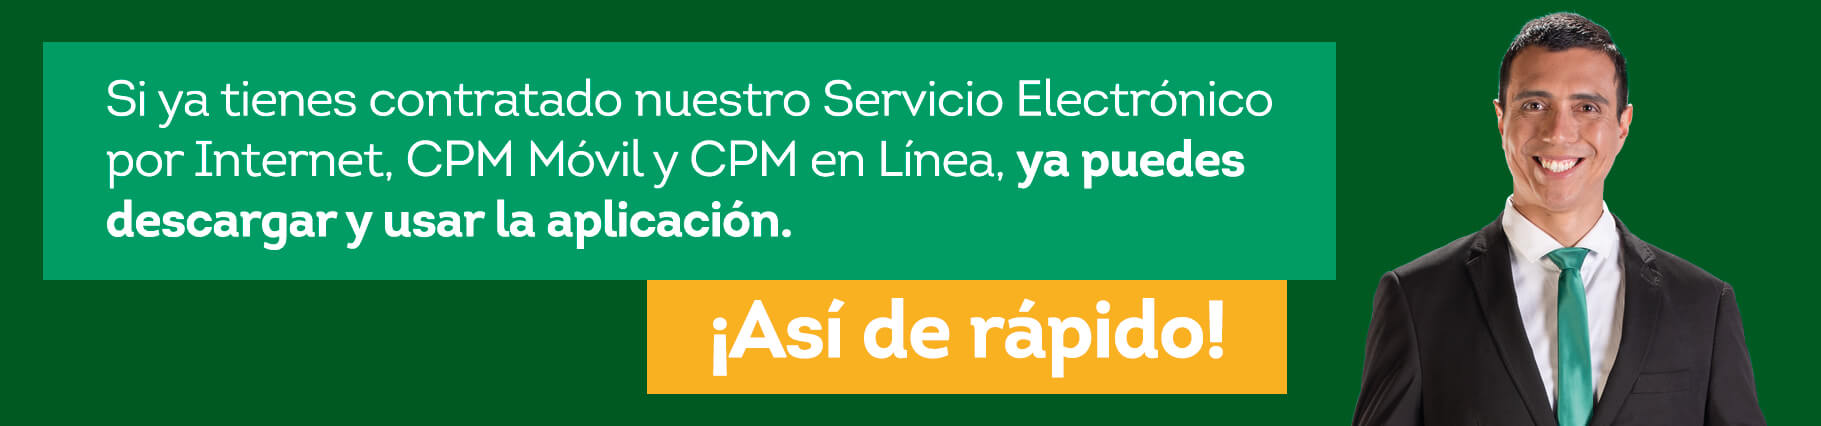 Si ya tienes contratado nuestro Servicio Electrónico
por Internet, CPM Móvil y CPM en Línea, ya puedes
descargar y usar la aplicación.
¡Así de rápido!